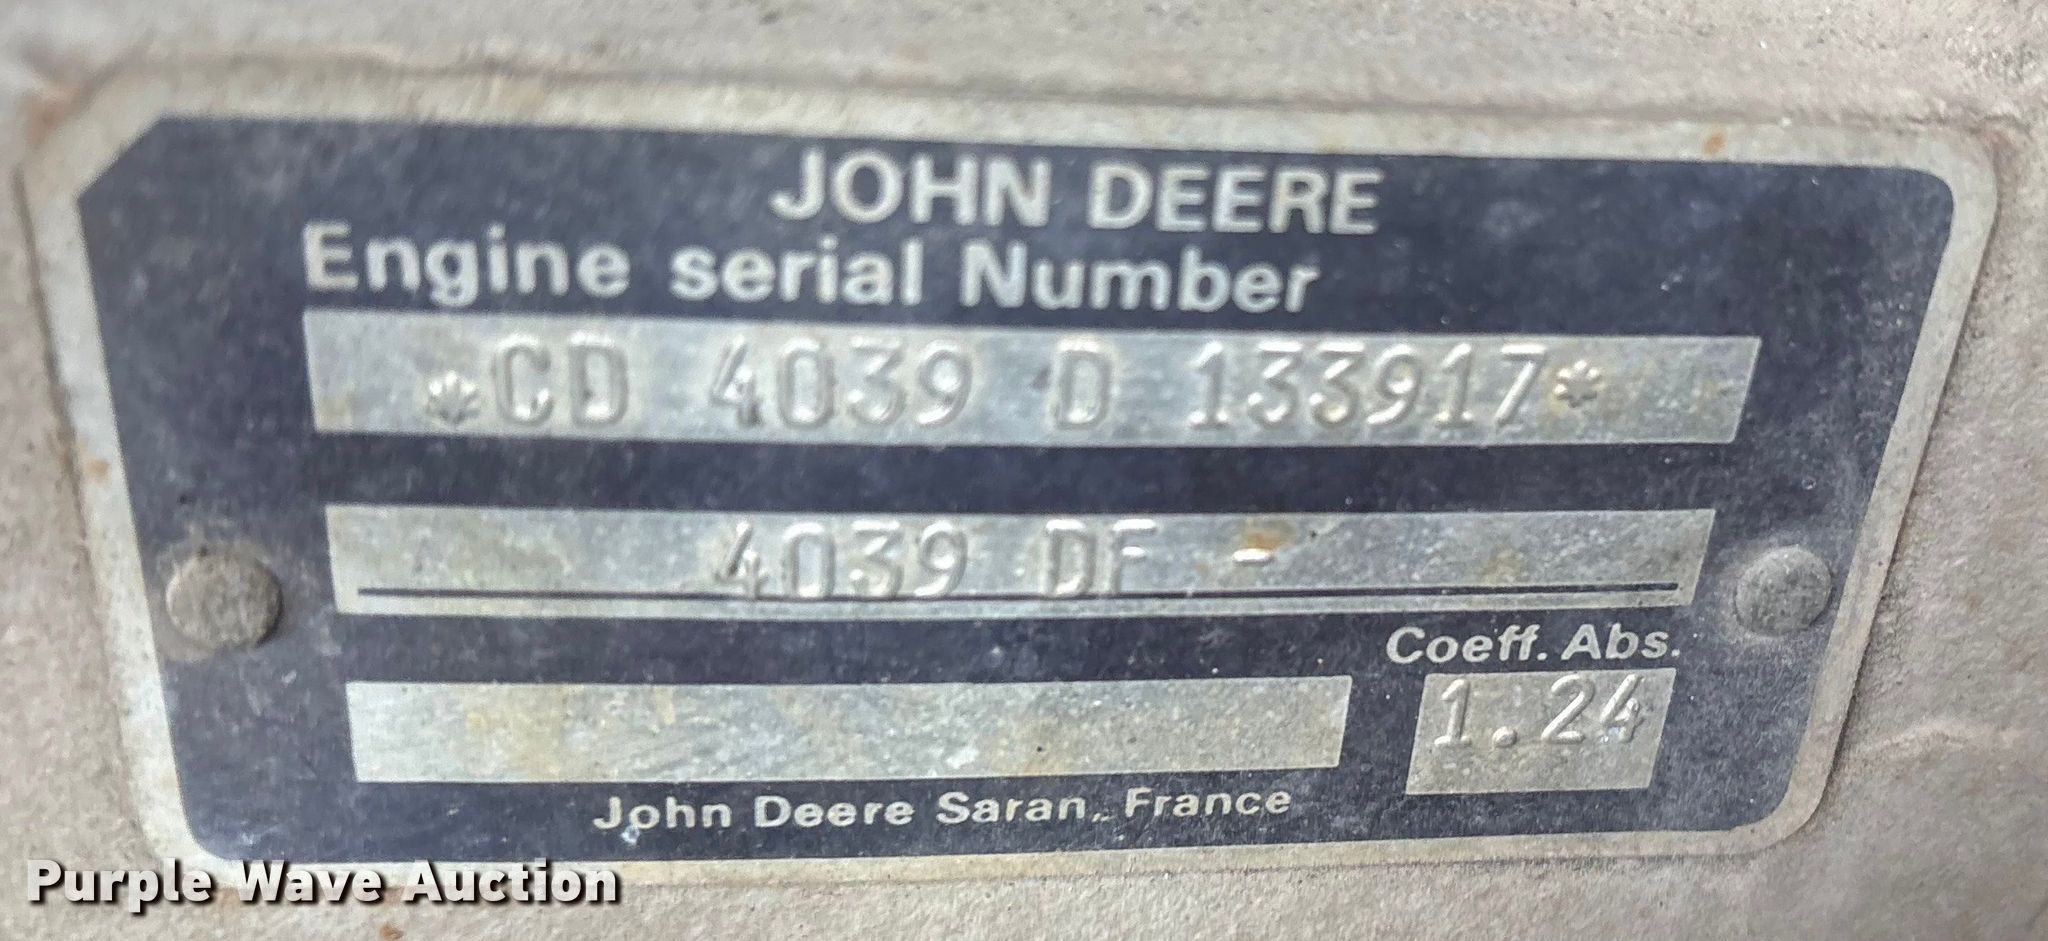 JOHN DEERE
Engine serial Number
*CD 4039 D 133917*
4039 DF -
Coeff. Abs.
1.24
John Deere Saran, France
Purple Wave Auction